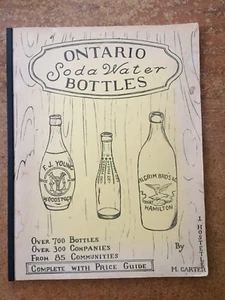 ONTARIO
Soda Water
BOTTLES
F. J. YOUNG
WOODSTOCK
PILGRIM BROS & Co
HAMILTON
OVER 700 BOTTLES
OVER 300 COMPANIES
FROM 85 COMMUNITIES
COMPLETE WITH PRICE GUIDE
By
M. CARTER